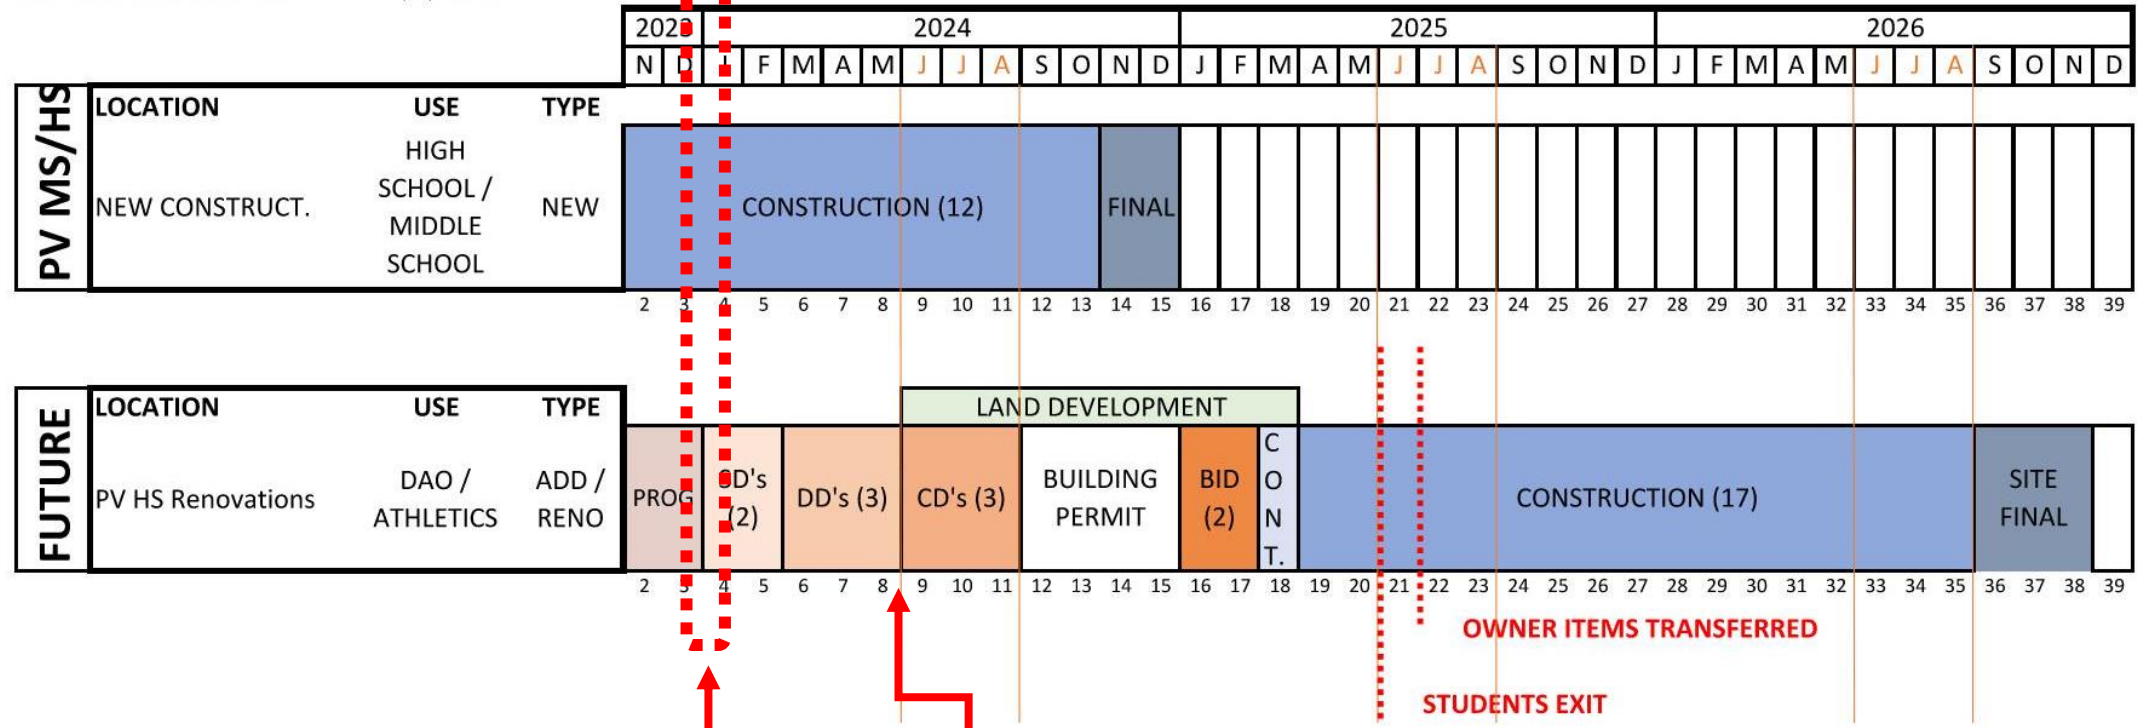 2023 2024 2025 2026
N D J F M A M J J A S O N D J F M A M J J A S O N D J F M A M J J A S O N D
PV MS/HS
LOCATION USE TYPE
NEW CONSTRUCT.
HIGH
SCHOOL /
MIDDLE
SCHOOL
NEW
CONSTRUCTION (12)
FINAL
2 3 4 5 6 7 8 9 10 11 12 13 14 15 16 17 18 19 20 21 22 23 24 25 26 27 28 29 30 31 32 33 34 35 36 37 38 39
FUTURE
LOCATION USE TYPE
LAND DEVELOPMENT
PV HS Renovations
DAO /
ATHLETICS
ADD /
RENO
PROG
SD's
(2)
DD's (3)
CD's (3)
BUILDING
PERMIT
BID
(2)
C
O
N
T.
CONSTRUCTION (17)
SITE
FINAL
2 3 4 5 6 7 8 9 10 11 12 13 14 15 16 17 18 19 20 21 22 23 24 25 26 27 28 29 30 31 32 33 34 35 36 37 38 39
OWNER ITEMS TRANSFERRED
STUDENTS EXIT